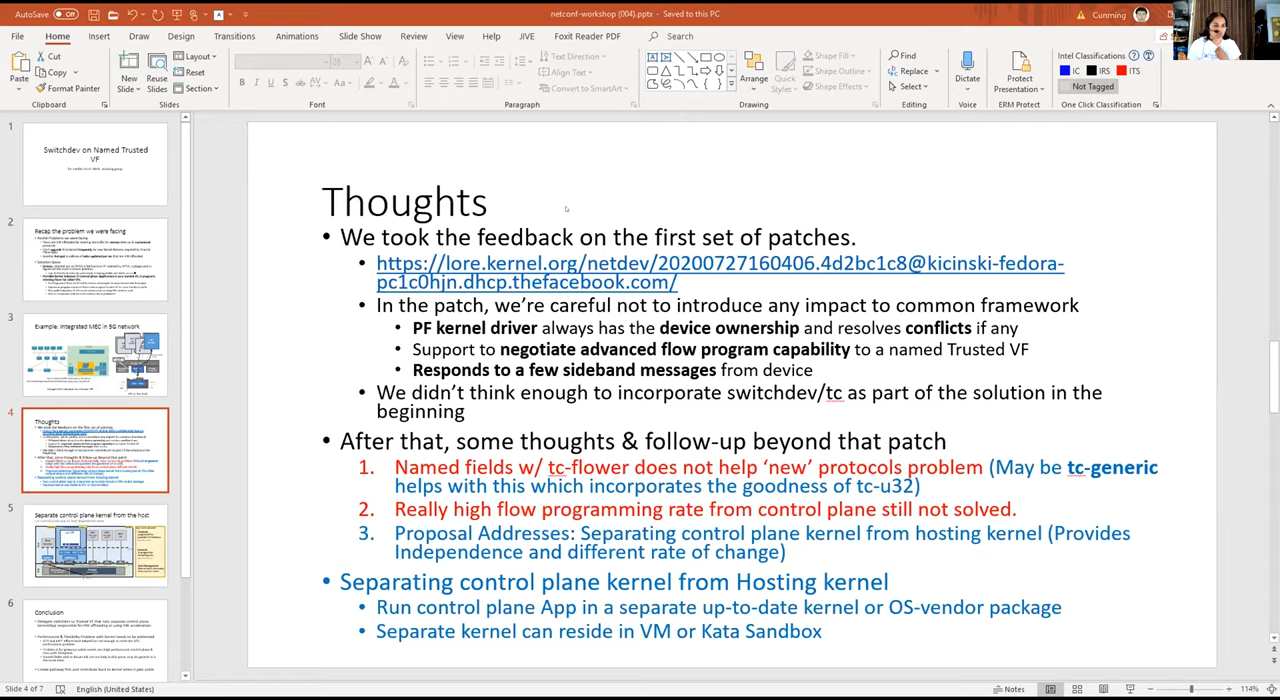 AutoSave Off
netconf-workshop (004).pptx - Saved to this PC
Cunming
File Home Insert Draw Design Transitions Animations Slide Show Review View Help JIVE Foxit Reader PDF Search
Paste
Cut
Copy
Format Painter
Clipboard
New Slide
Reuse Slides
Layout
Reset
Section
Slides
28
Font
Text Direction
Align Text
Convert to SmartArt
Paragraph
Arrange
Quick Styles
Shape Fill
Shape Outline
Shape Effects
Drawing
Find
Replace
Select
Editing
Dictate
Voice
Protect Presentation
ERM Protect
Intel Classifications
IC IRS ITS
Not Tagged
One Click Classification
1
Switchdev on Named Trusted
VF
2
Recap the problem we were facing
3
Example: Integrated MEC in 5G network
4
Thoughts
5
Separate control plane kernel from the host
6
Conclusion
Thoughts
• We took the feedback on the first set of patches.
• https://lore.kernel.org/netdev/20200727160406.4d2bc1c8@kicinski-fedora-
pc1c0hjn.dhcp.thefacebook.com/
• In the patch, we're careful not to introduce any impact to common framework
• PF kernel driver always has the device ownership and resolves conflicts if any
• Support to negotiate advanced flow program capability to a named Trusted VF
• Responds to a few sideband messages from device
• We didn't think enough to incorporate switchdev/tc as part of the solution in the
beginning
• After that, some thoughts & follow-up beyond that patch
1. Named fields w/ tc-flower does not help 'new' protocols problem (May be tc-generic
helps with this which incorporates the goodness of tc-u32)
2. Really high flow programming rate from control plane still not solved.
3. Proposal Addresses: Separating control plane kernel from hosting kernel (Provides
Independence and different rate of change)
• Separating control plane kernel from Hosting kernel
• Run control plane App in a separate up-to-date kernel or OS-vendor package
• Separate kernel can reside in VM or Kata Sandbox
Slide 4 of 7
English (United States)
Notes
114%